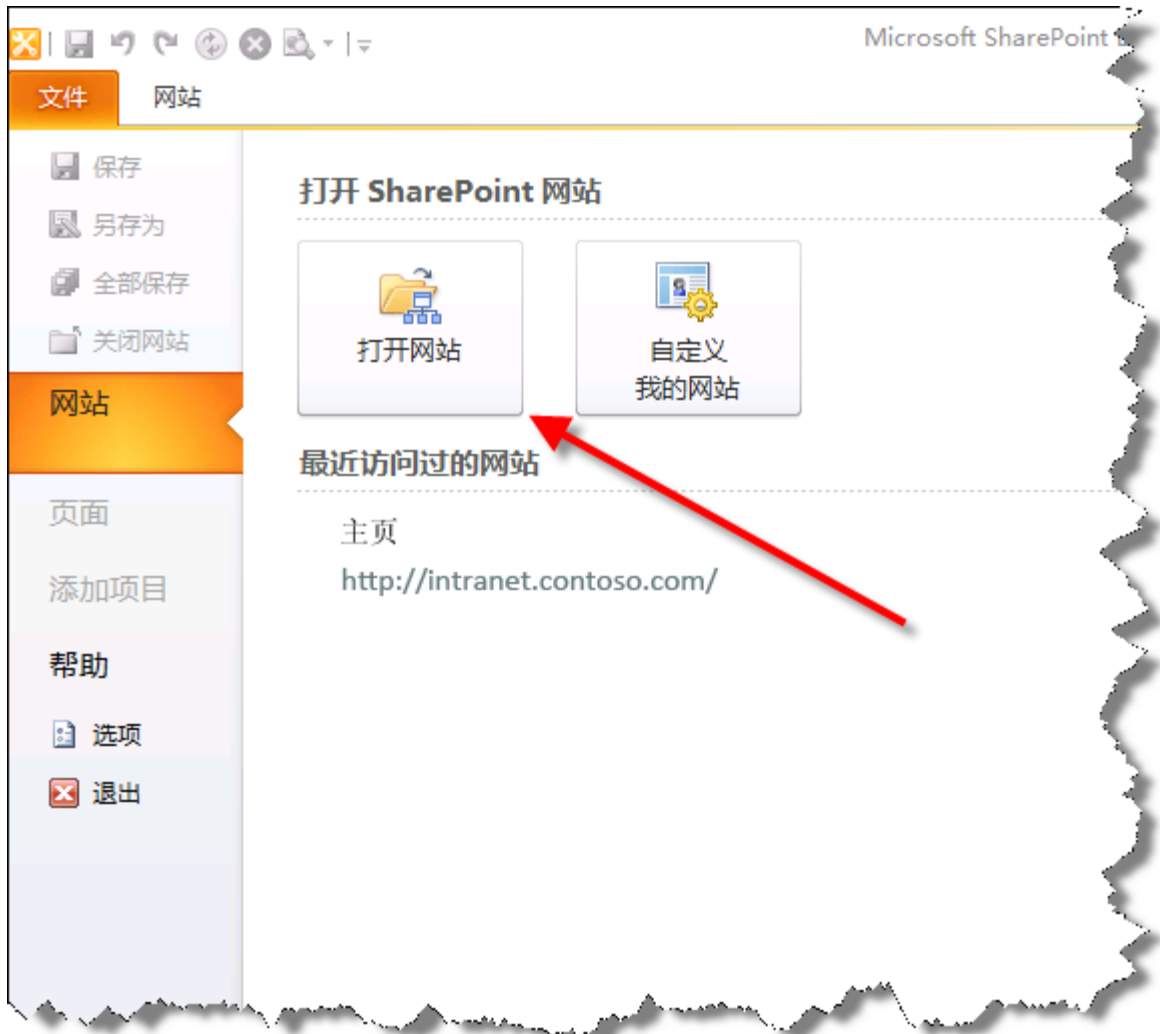 Microsoft SharePoint
文件
网站
保存
另存为
全部保存
关闭网站
网站
页面
添加项目
帮助
选项
退出
打开 SharePoint 网站
打开网站
自定义
我的网站
最近访问过的网站
主页
http://intranet.contoso.com/